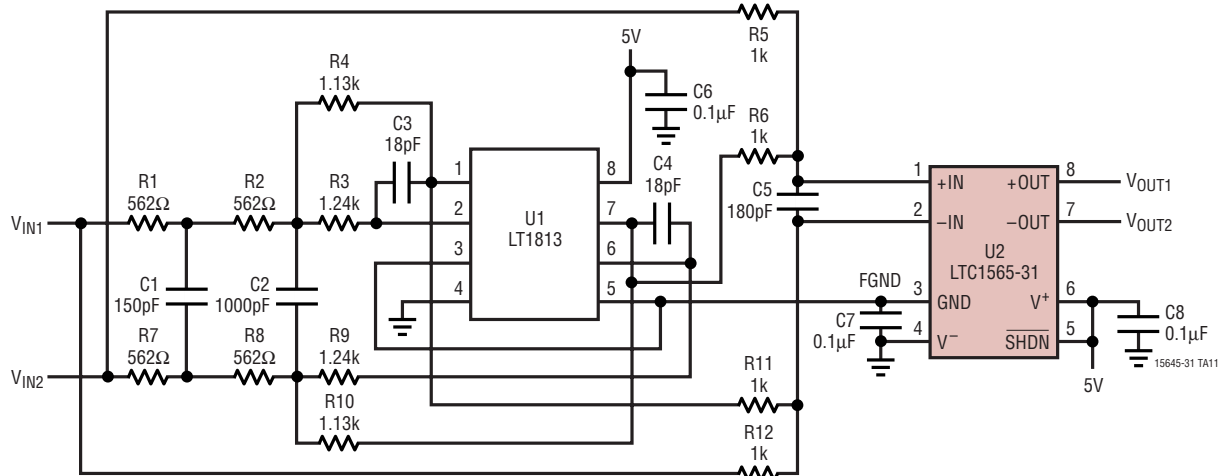 R5
1k
5V
R4
1.13k
C6
0.1µF
C3
18pF
R6
1k
C4
18pF
R1
562Ω
R2
562Ω
R3
1.24k
1
2
3
4
U1
LT1813
8
7
6
5
C5
180pF
1
2
3
4
+IN
–IN
GND
V–
+OUT
–OUT
V+
SHDN
U2
LTC1565-31
8
7
6
5
VOUT1
VOUT2
VIN1
C1
150pF
C2
1000pF
FGND
C7
0.1µF
C8
0.1µF
15645-31 TA11
5V
R7
562Ω
R8
562Ω
R9
1.24k
VIN2
R10
1.13k
R11
1k
R12
1k